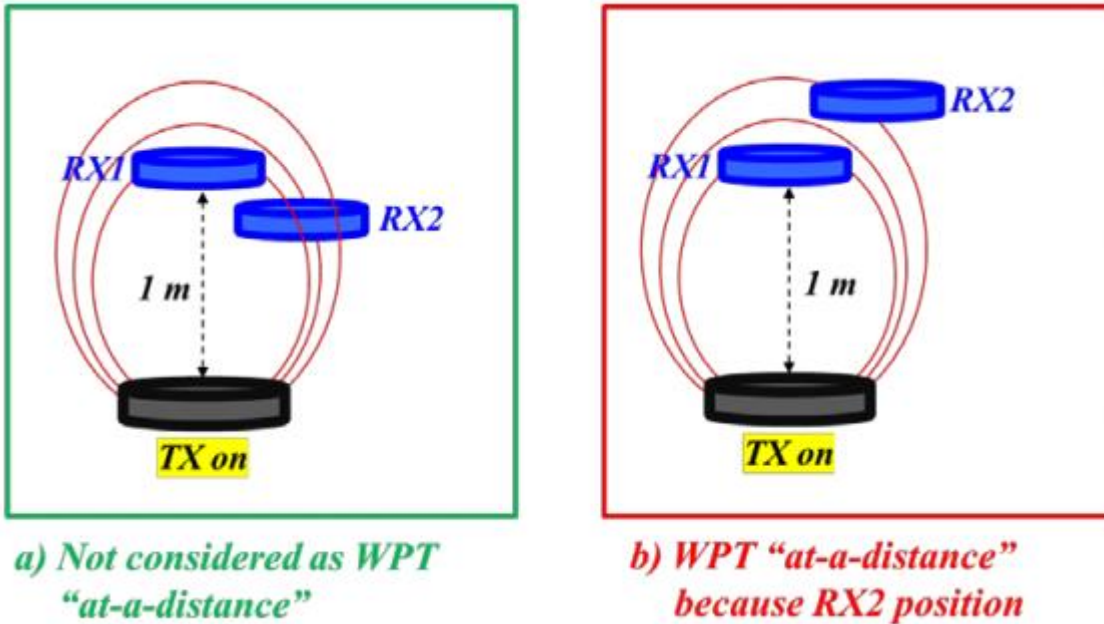 RX1
RX2
1 m
TX on
a) Not considered as WPT
“at-a-distance”
RX2
RX1
1 m
TX on
b) WPT “at-a-distance”
because RX2 position